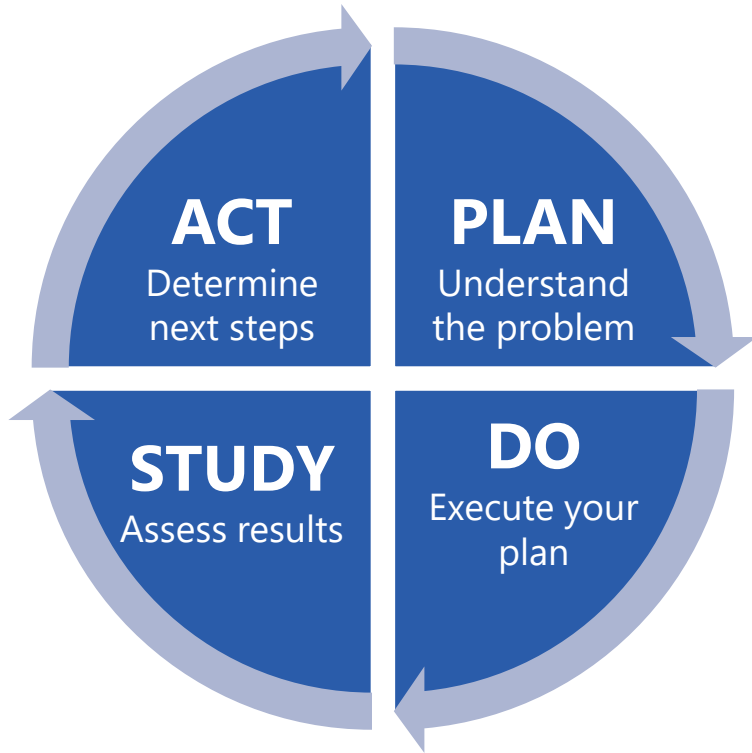 ACT
Determine
next steps
PLAN
Understand
the problem
STUDY
Assess results
DO
Execute your
plan